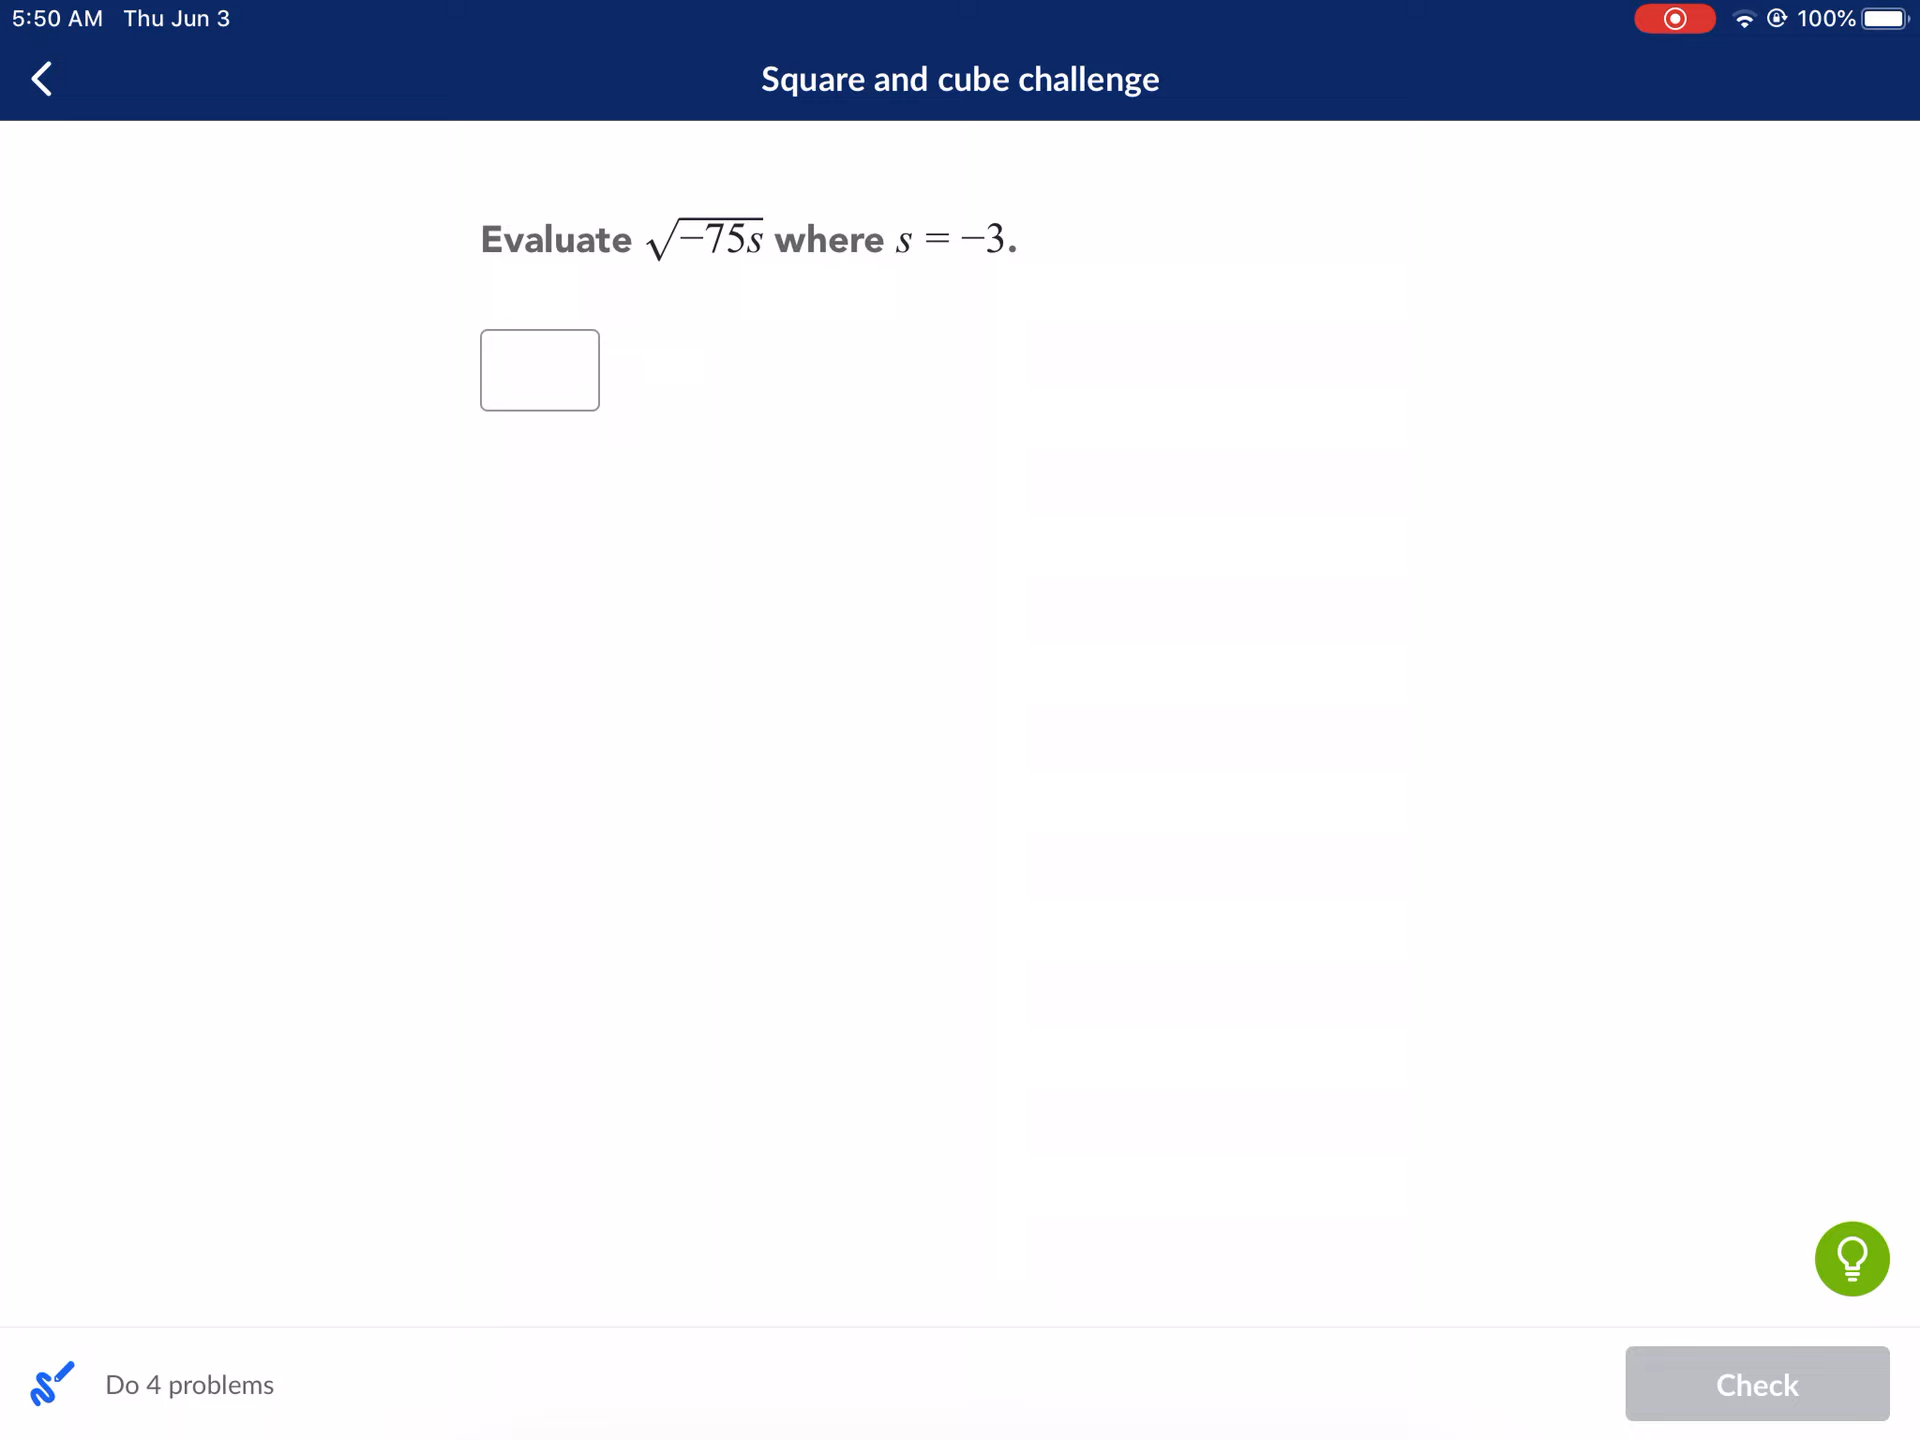 5:50 AM Thu Jun 3 100%
Square and cube challenge
Evaluate √−75s where s = −3.
Do 4 problems
Check